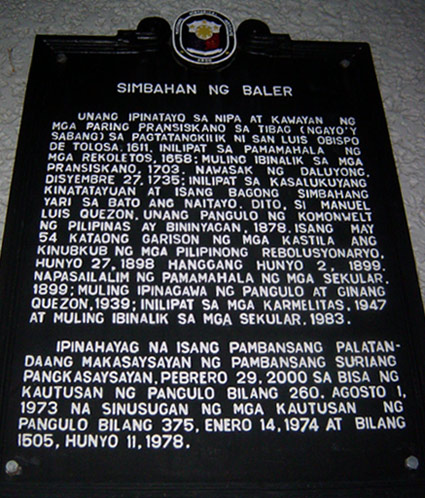 SIMBAHAN NG BALER
UNANG IPINATAYO SA NIPA AT KAWAYAN NG
MGA PARING PRANSISKANO SA TIBAG (NGAYO'Y
SABANG) SA PAGTATANGKILIK NI SAN LUIS OBISPO
DE TOLOSA, 1611. INILIPAT SA PAMAMAHALA NG
MGA REKOLETOS, 1658; MULING IBINALIK SA MGA
PRANSISKANO, 1703. NAWASAK NG DALUYONG,
DISYEMBRE 27, 1735; INILIPAT SA KASALUKUYANG
KINATATAYUAN AT ISANG BAGONG SIMBAHANG
YARI SA BATO ANG NAITAYO. DITO, SI MANUEL
LUIS QUEZON, UNANG PANGULO NG KOMONWELT
NG PILIPINAS AY BININYAGAN, 1878. ISANG MAY
54 KATAONG GARISON NG MGA KASTILA ANG
KINUBKUB NG MGA PILIPINONG REBOLUSYONARYO,
HUNYO 27, 1898 HANGGANG HUNYO 2, 1899.
NAPASAILALIM NG PAMAMAHALA NG MGA SEKULAR,
1899; MULING IPINAGAWA NG PANGULO AT GINANG
QUEZON, 1939; INILIPAT SA MGA KARMELITAS, 1947
AT MULING IBINALIK SA MGA SEKULAR, 1983.
IPINAHAYAG NA ISANG PAMBANSANG PALATAN-
DAANG MAKASAYSAYAN NG PAMBANSANG SURIANG
PANGKASAYSAYAN, PEBRERO 29, 2000 SA BISA NG
KAUTUSAN NG PANGULO BILANG 260, AGOSTO 1,
1973 NA SINUSUGAN NG MGA KAUTUSAN NG
PANGULO BILANG 375, ENERO 14, 1974 AT BILANG
1505, HUNYO 11, 1978.